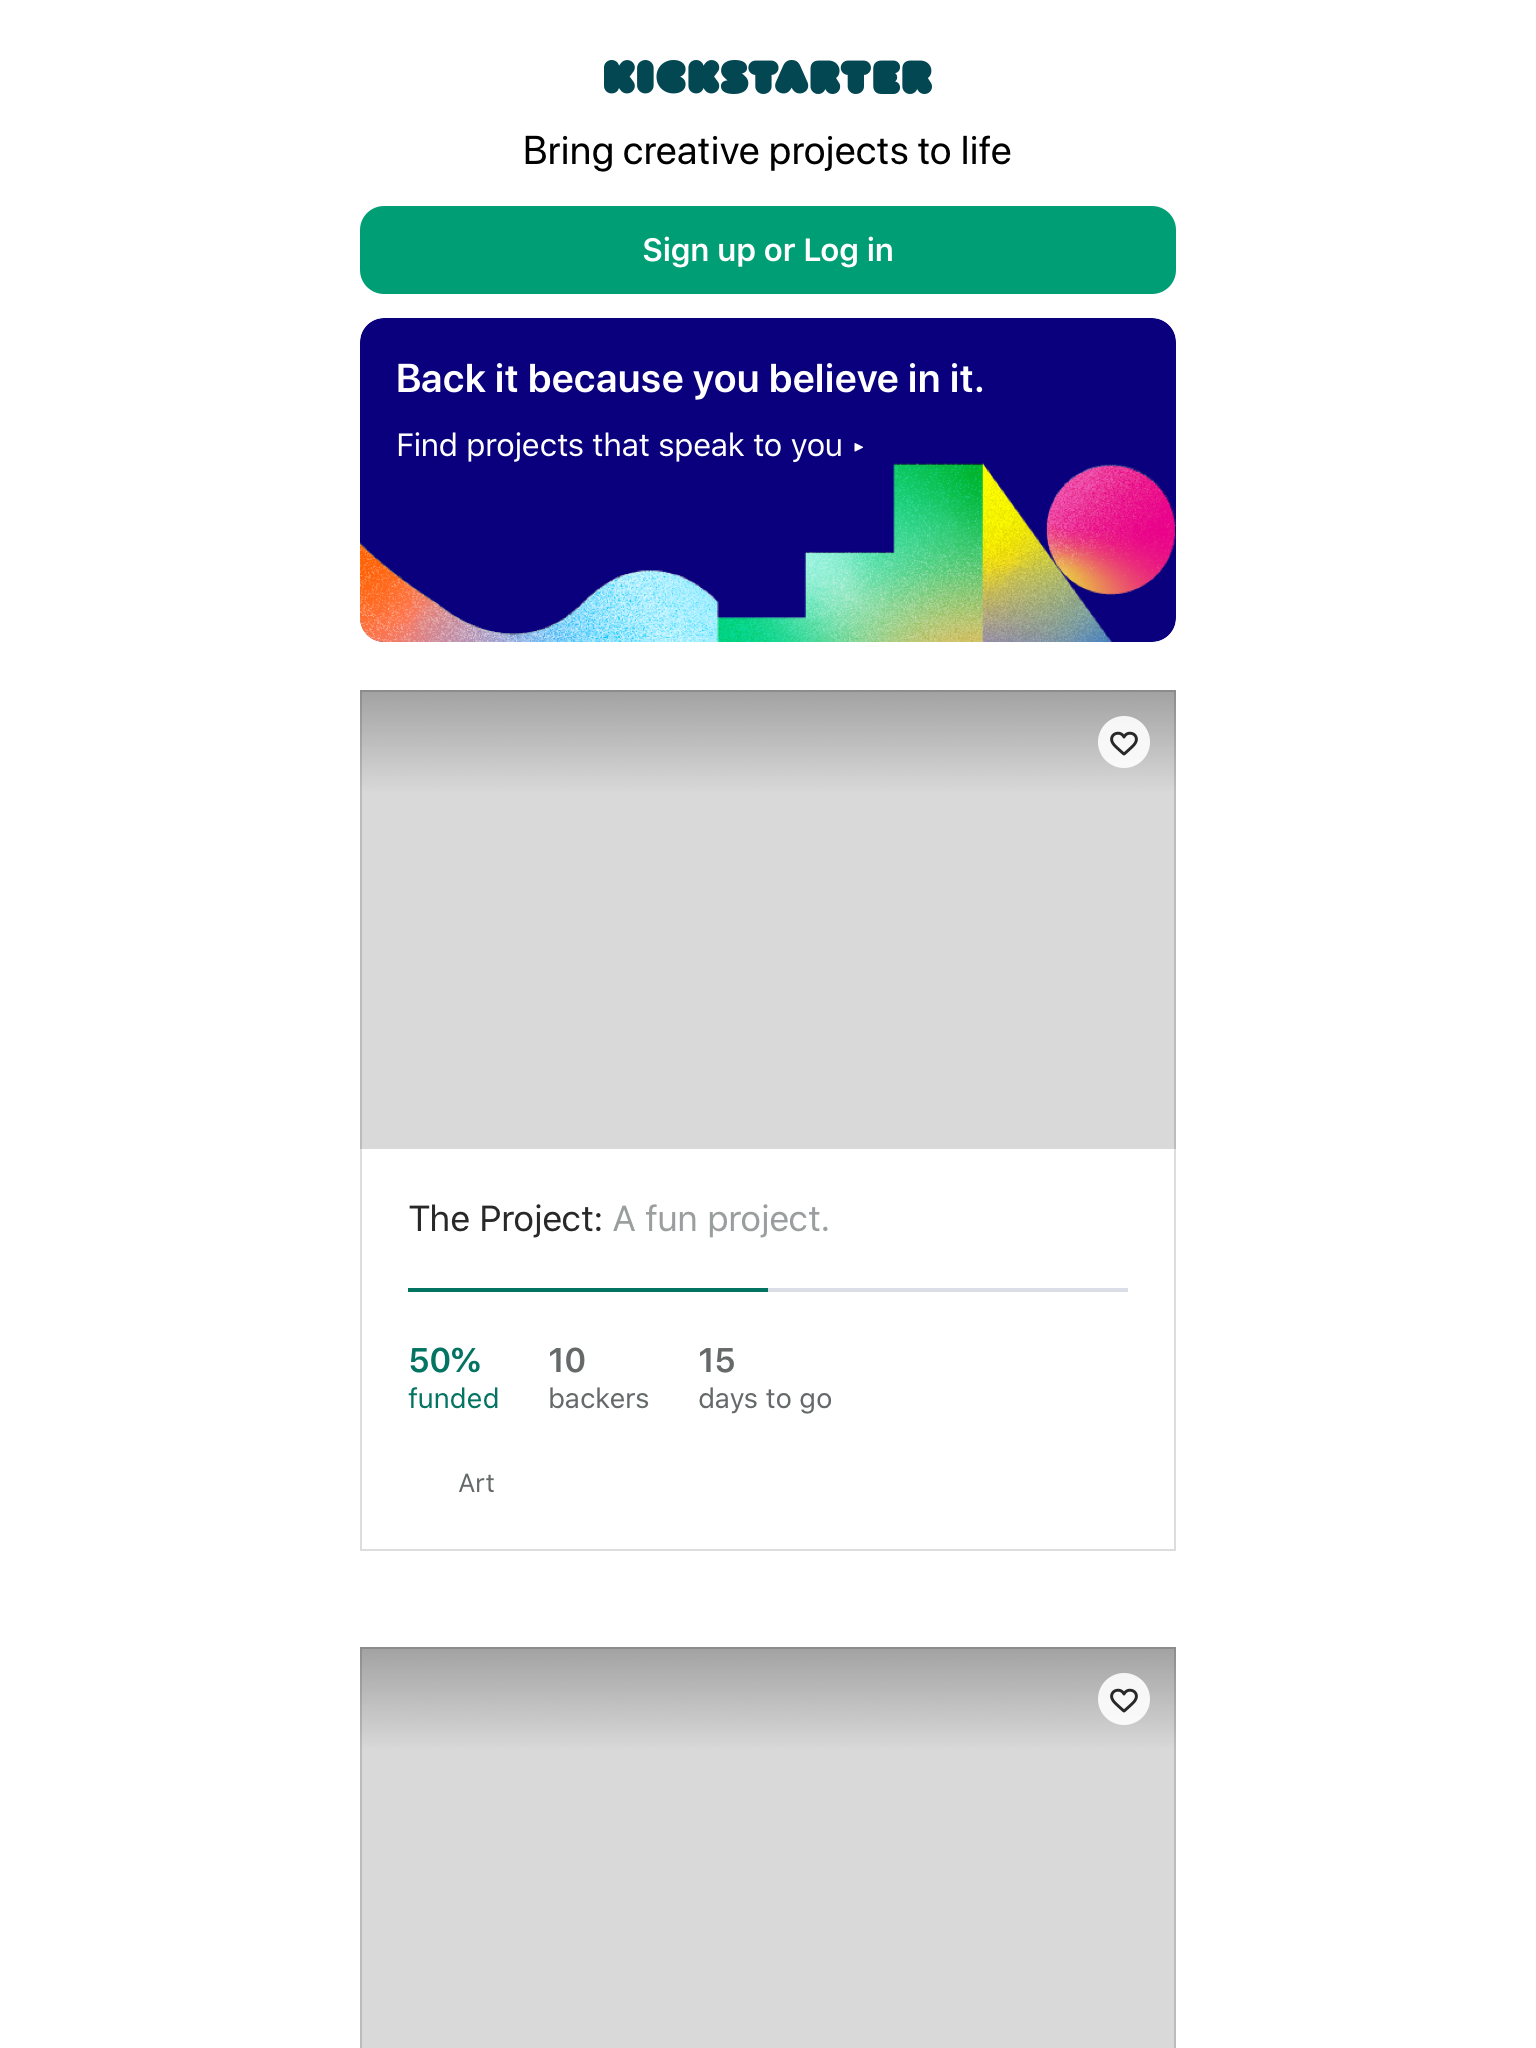 KICKSTARTER
Bring creative projects to life
Sign up or Log in
Back it because you believe in it.
Find projects that speak to you ▸
The Project: A fun project.
50% 10 15
funded backers days to go
Art